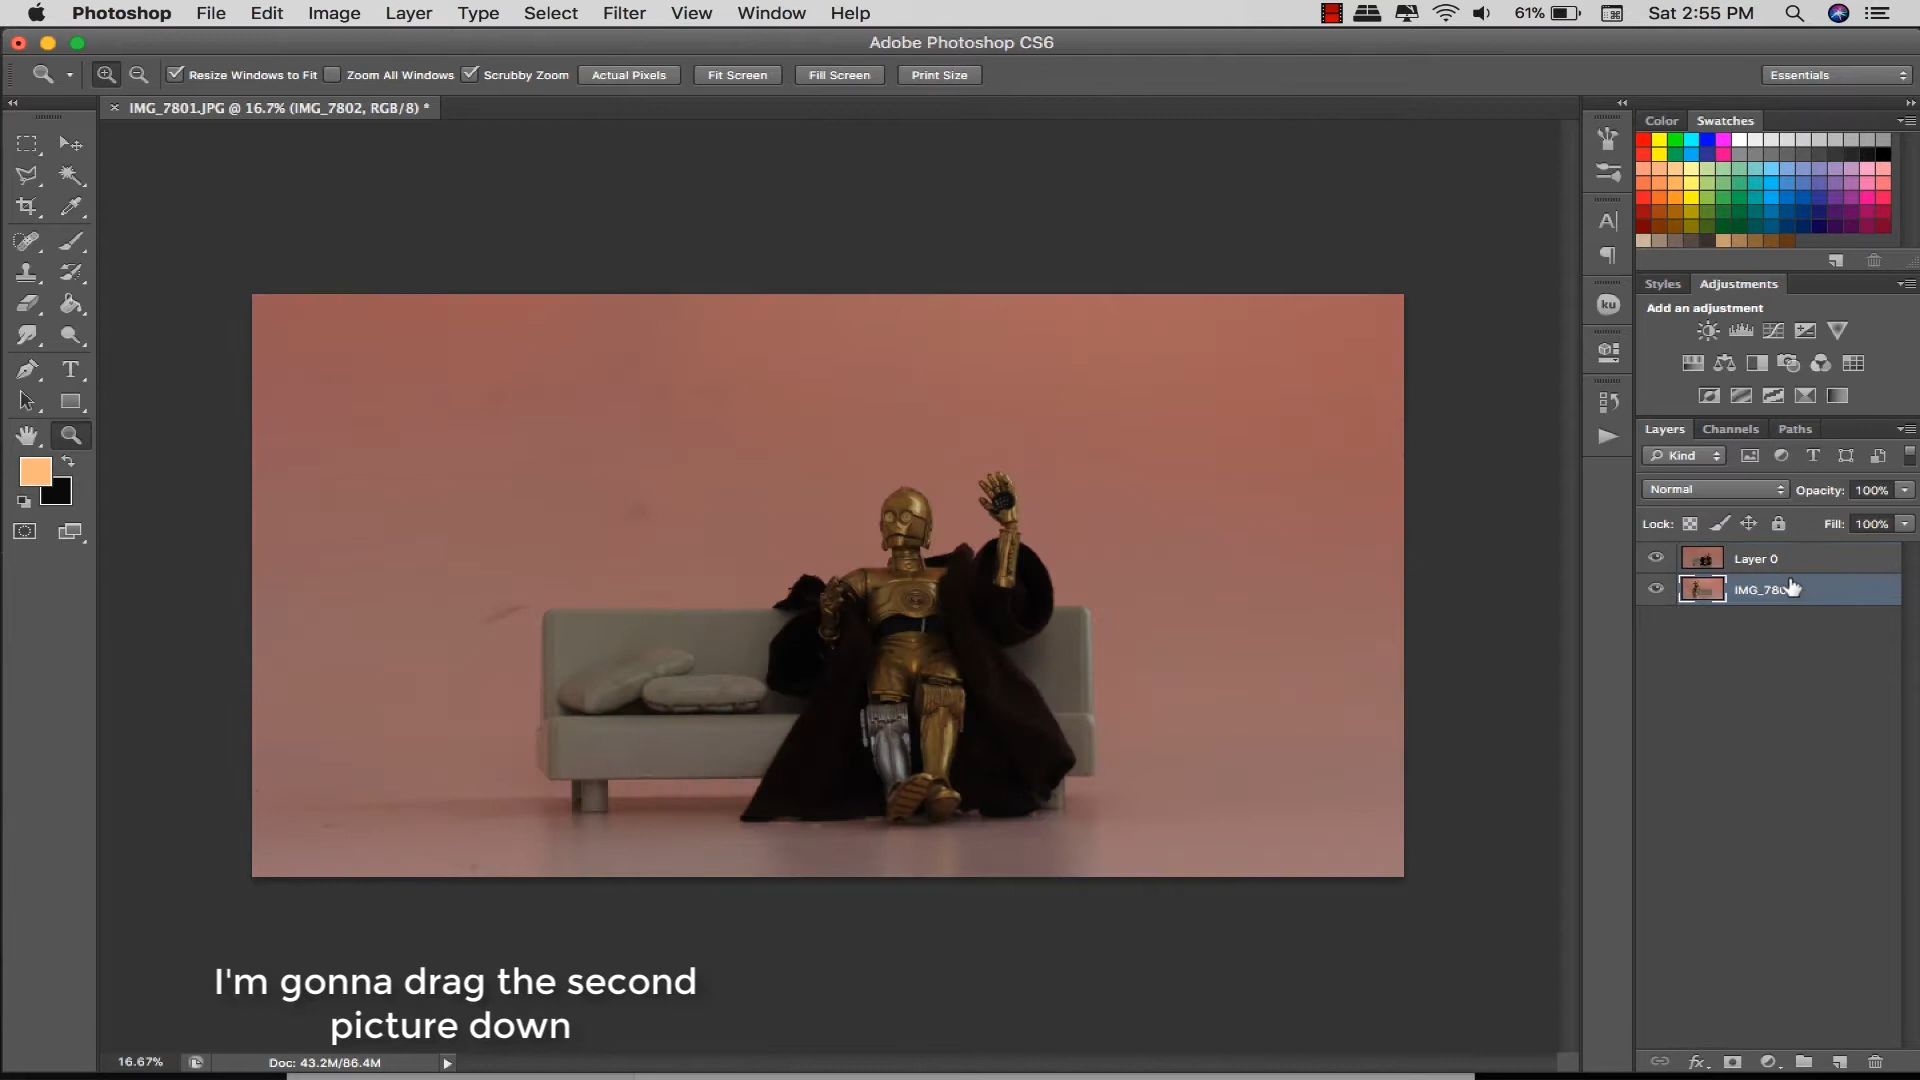 Photoshop File Edit Image Layer Type Select Filter View Window Help 61% Sat 2:55 PM
Adobe Photoshop CS6
Resize Windows to Fit Zoom All Windows Scrubby Zoom Actual Pixels Fit Screen Fill Screen Print Size Essentials
IMG_7801.JPG @ 16.7% (IMG_7802, RGB/8) *
Color Swatches
Styles Adjustments
Add an adjustment
Layers Channels Paths
Kind
Normal Opacity: 100%
Lock: Fill: 100%
Layer 0
IMG_780
I'm gonna drag the second
picture down
16.67% Doc: 43.2M/86.4M